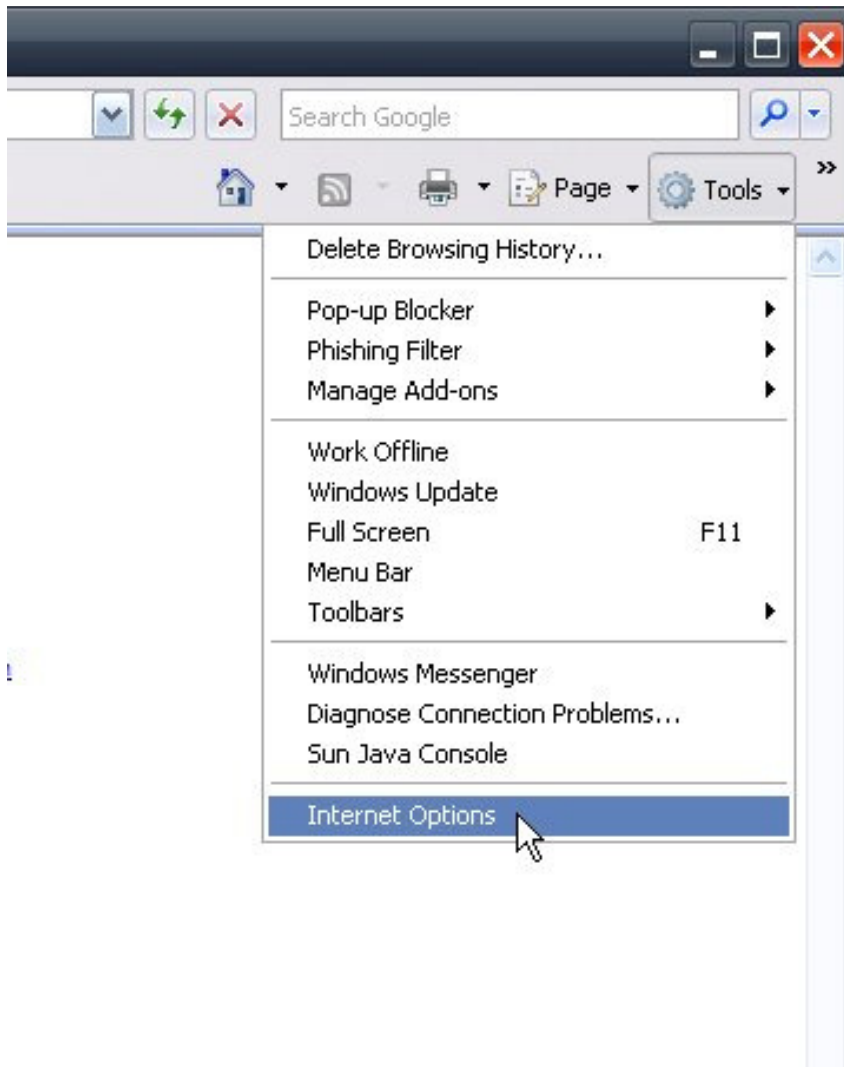 Search Google
Page Tools »
Delete Browsing History...
Pop-up Blocker
Phishing Filter
Manage Add-ons
Work Offline
Windows Update
Full Screen F11
Menu Bar
Toolbars
Windows Messenger
Diagnose Connection Problems...
Sun Java Console
Internet Options